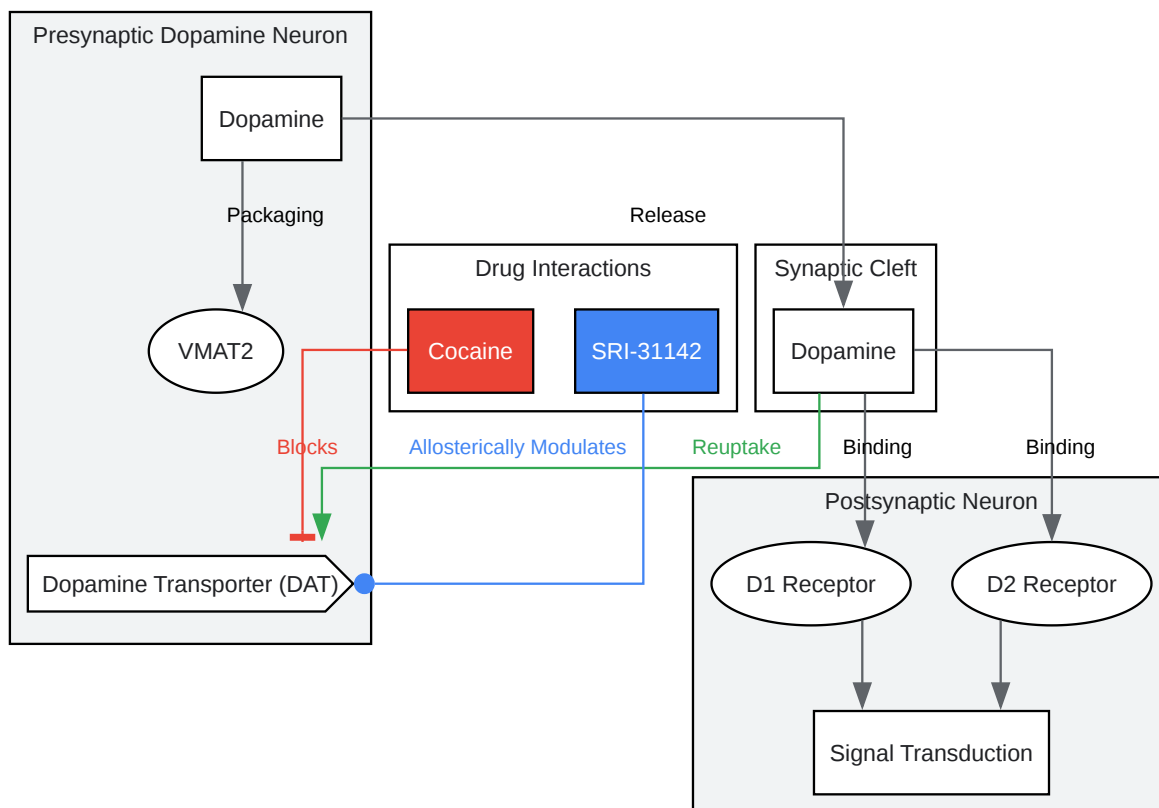 Presynaptic Dopamine Neuron
Dopamine
Packaging
Release
Drug Interactions
Synaptic Cleft
VMAT2
Cocaine
SRI-31142
Dopamine
Blocks
Allosterically Modulates
Reuptake
Binding
Binding
Postsynaptic Neuron
Dopamine Transporter (DAT)
D1 Receptor
D2 Receptor
Signal Transduction